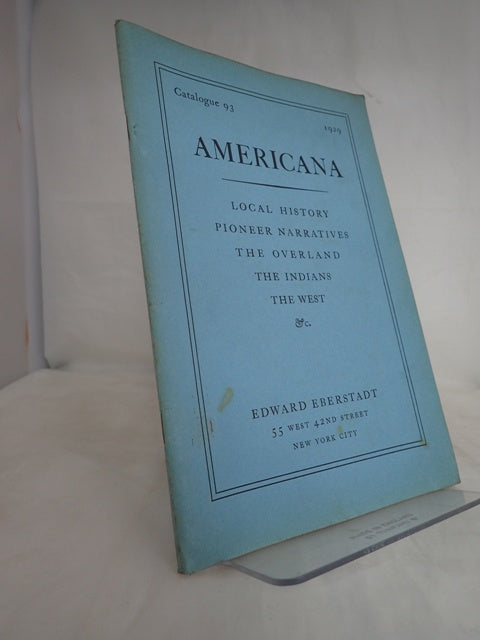 Catalogue 93
1929
AMERICANA
LOCAL HISTORY
PIONEER NARRATIVES
THE OVERLAND
THE INDIANS
THE WEST
&c.
EDWARD EBERSTADT
55 WEST 42ND STREET
NEW YORK CITY